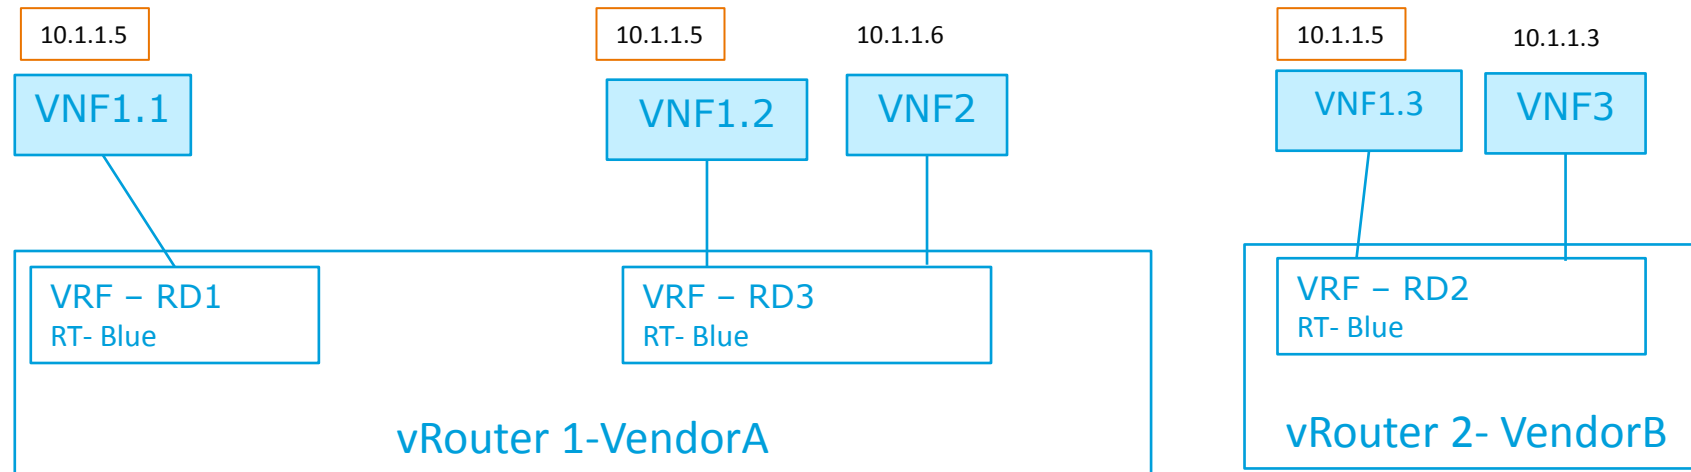 10.1.1.5
10.1.1.5
10.1.1.6
10.1.1.5
10.1.1.3
VNF1.1
VNF1.2
VNF2
VNF1.3
VNF3
VRF – RD1
RT- Blue
VRF – RD3
RT- Blue
VRF – RD2
RT- Blue
vRouter 1-VendorA
vRouter 2- VendorB